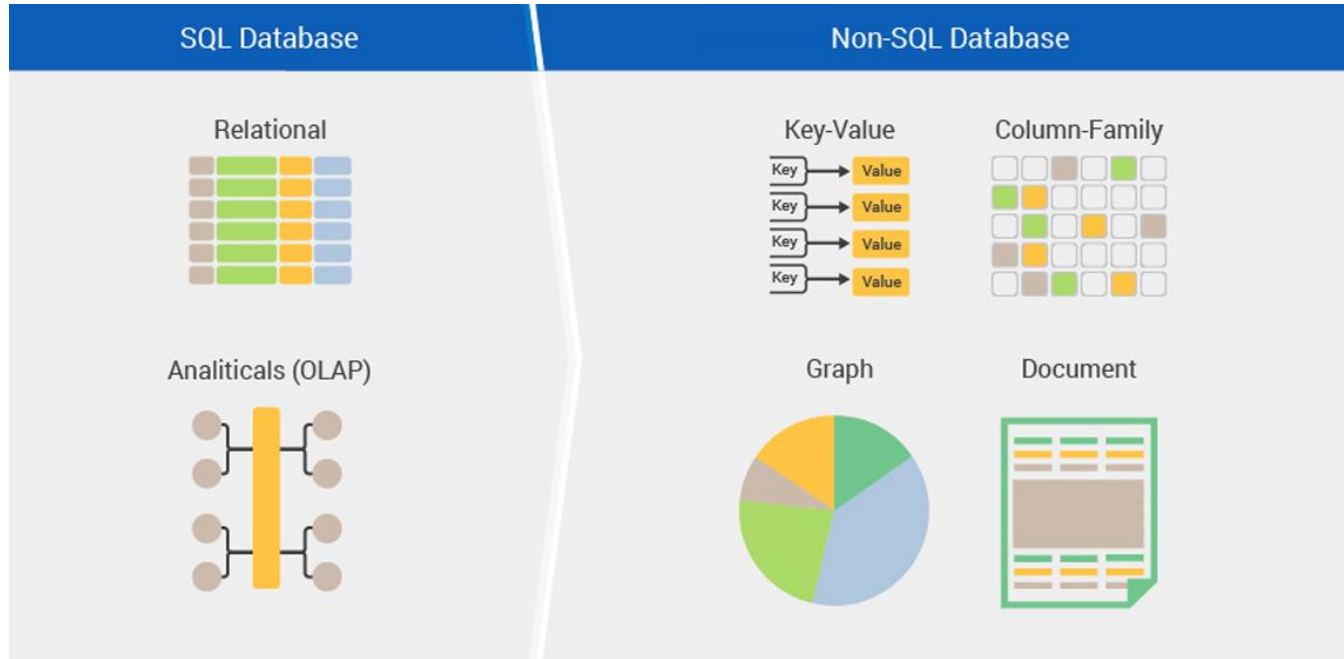 SQL Database
Non-SQL Database
Relational
Key-Value
Column-Family
Key
Value
Key
Value
Key
Value
Key
Value
Analiticals (OLAP)
Graph
Document